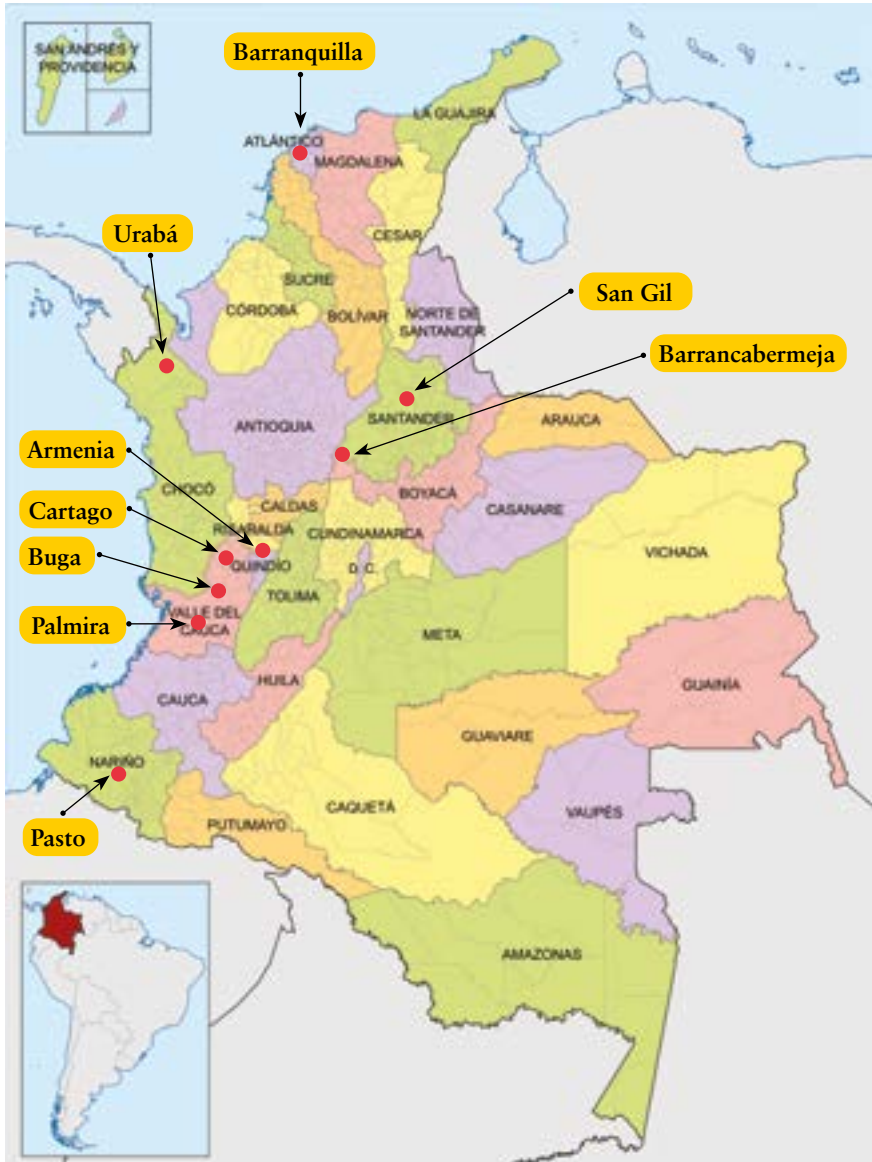 SAN ANDRÉS Y
PROVIDENCIA
Barranquilla
LA GUAJIRA
ATLÁNTICO
MAGDALENA
CESAR
Urabá
SUCRE
CÓRDOBA
BOLÍVAR
NORTE DE
SANTANDER
San Gil
Barrancabermeja
SANTANDER
ARAUCA
ANTIOQUIA
Armenia
CHOCÓ
BOYACÁ
CASANARE
CALDAS
Cartago
RISARALDA
CUNDINAMARCA
VICHADA
Buga
QUINDÍO
D. C.
TOLIMA
VALLE DEL
CAUCA
Palmira
META
HUILA
GUAINÍA
CAUCA
GUAVIARE
NARIÑO
CAQUETÁ
VAUPÉS
PUTUMAYO
Pasto
AMAZONAS